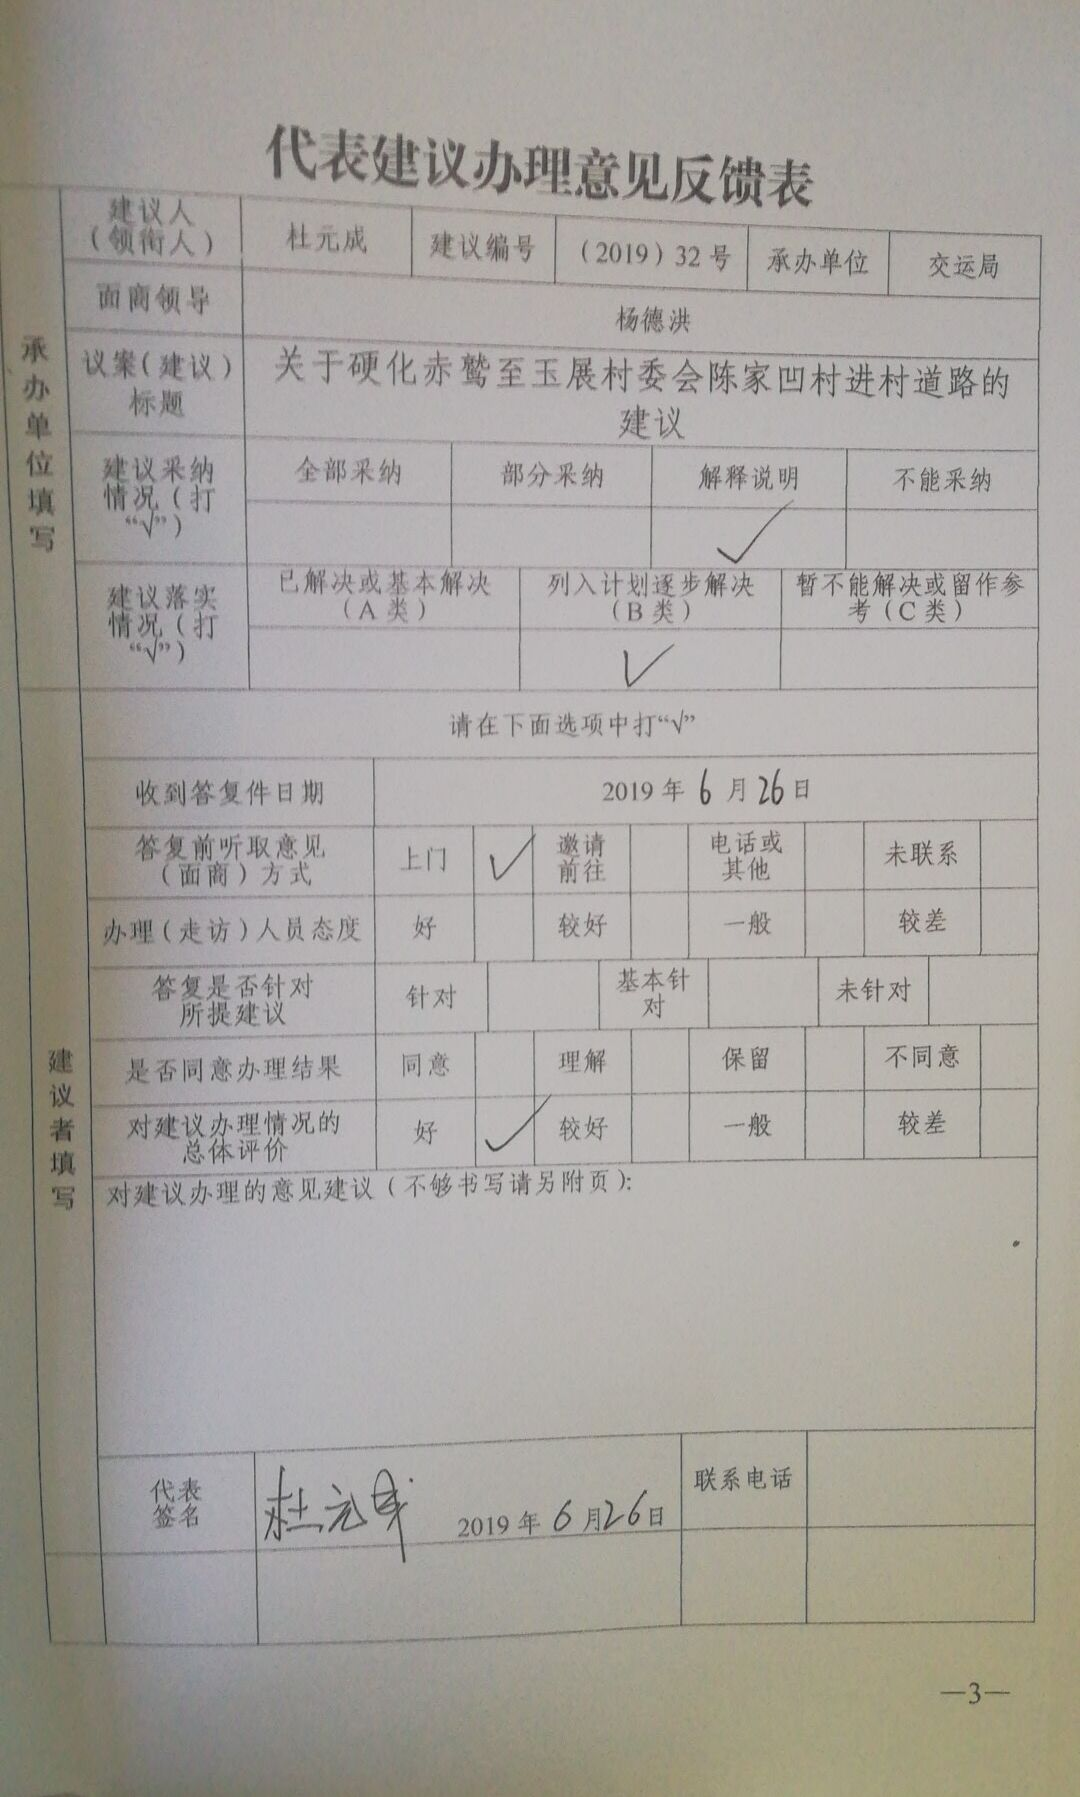 代表建议办理意见反馈表
承办单位填写
建议人
（领衔人）
杜元成
建议编号
（2019）32号
承办单位
交运局
面商领导
杨德洪
议案（建议）
标题
关于硬化赤鹫至玉展村委会陈家凹村进村道路的
建议
建议采纳
情况（打
“√”）
全部采纳
部分采纳
解释说明
不能采纳
✓
建议落实
情况（打
“√”）
已解决或基本解决
（A类）
列入计划逐步解决
（B类）
暂不能解决或留作参
考（C类）
✓
建议者填写
请在下面选项中打“√”
收到答复件日期
2019年6月26日
答复前听取意见
（面商）方式
上门
✓
邀请
前往
电话或
其他
未联系
办理（走访）人员态度
好
较好
一般
较差
答复是否针对
所提建议
针对
基本针
对
未针对
是否同意办理结果
同意
理解
保留
不同意
对建议办理情况的
总体评价
好
✓
较好
一般
较差
对建议办理的意见建议（不够书写请另附页）:
代表
签名
杜元成
2019年6月26日
联系电话
—3—